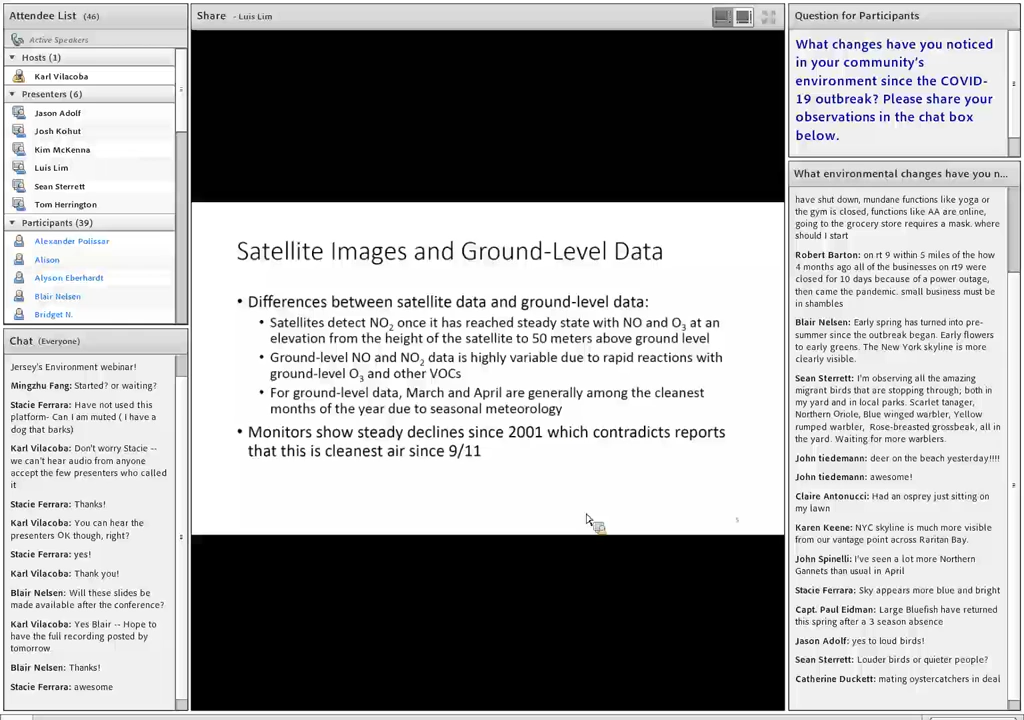 Attendee List (46)
Active Speakers
Hosts (1)
Karl Vilacoba
Presenters (6)
Jason Adolf
Josh Kohut
Kim McKenna
Luis Lim
Sean Sterrett
Tom Herrington
Participants (39)
Alexander Polissar
Alison
Alyson Eberhardt
Blair Nelsen
Bridget N.
Chat (Everyone)
Jersey's Environment webinar!
Mingzhu Fang: Started? or waiting?
Stacie Ferrara: Have not used this
platform- Can I am muted ( I have a
dog that barks)
Karl Vilacoba: Don't worry Stacie --
we can't hear audio from anyone
accept the few presenters who called
it
Stacie Ferrara: Thanks!
Karl Vilacoba: You can hear the
presenters OK though, right?
Stacie Ferrara: yes!
Karl Vilacoba: Thank you!
Blair Nelsen: Will these slides be
made available after the conference?
Karl Vilacoba: Yes Blair -- Hope to
have the full recording posted by
tomorrow
Blair Nelsen: Thanks!
Stacie Ferrara: awesome
Share - Luis Lim
Satellite Images and Ground-Level Data
• Differences between satellite data and ground-level data:
• Satellites detect NO₂ once it has reached steady state with NO and O₃ at an
elevation from the height of the satellite to 50 meters above ground level
• Ground-level NO and NO₂ data is highly variable due to rapid reactions with
ground-level O₃ and other VOCs
• For ground-level data, March and April are generally among the cleanest
months of the year due to seasonal meteorology
• Monitors show steady declines since 2001 which contradicts reports
that this is cleanest air since 9/11
5
Question for Participants
What changes have you noticed
in your community's
environment since the COVID-
19 outbreak? Please share your
observations in the chat box
below.
What environmental changes have you n...
have shut down, mundane functions like yoga or
the gym is closed, functions like AA are online,
going to the grocery store requires a mask. where
should I start
Robert Barton: on rt 9 within 5 miles of the how
4 months ago all of the businesses on rt9 were
closed for 10 days because of a power outage,
then came the pandemic. small business must be
in shambles
Blair Nelsen: Early spring has turned into pre-
summer since the outbreak began. Early flowers
to early greens. The New York skyline is more
clearly visible.
Sean Sterrett: I'm observing all the amazing
migrant birds that are stopping through; both in
my yard and in local parks. Scarlet tanager,
Northern Oriole, Blue winged warbler, Yellow
rumped warbler, Rose-breasted grossbeak, all in
the yard. Waiting for more warblers.
John tiedemann: deer on the beach yesterday!!!!
John tiedemann: awesome!
Claire Antonucci: Had an osprey just sitting on
my lawn
Karen Keene: NYC skyline is much more visible
from our vantage point across Raritan Bay.
John Spinelli: I've seen a lot more Northern
Gannets than usual in April
Stacie Ferrara: Sky appears more blue and bright
Capt. Paul Eidman: Large Bluefish have returned
this spring after a 3 season absence
Jason Adolf: yes to loud birds!
Sean Sterrett: Louder birds or quieter people?
Catherine Duckett: mating oystercatchers in deal